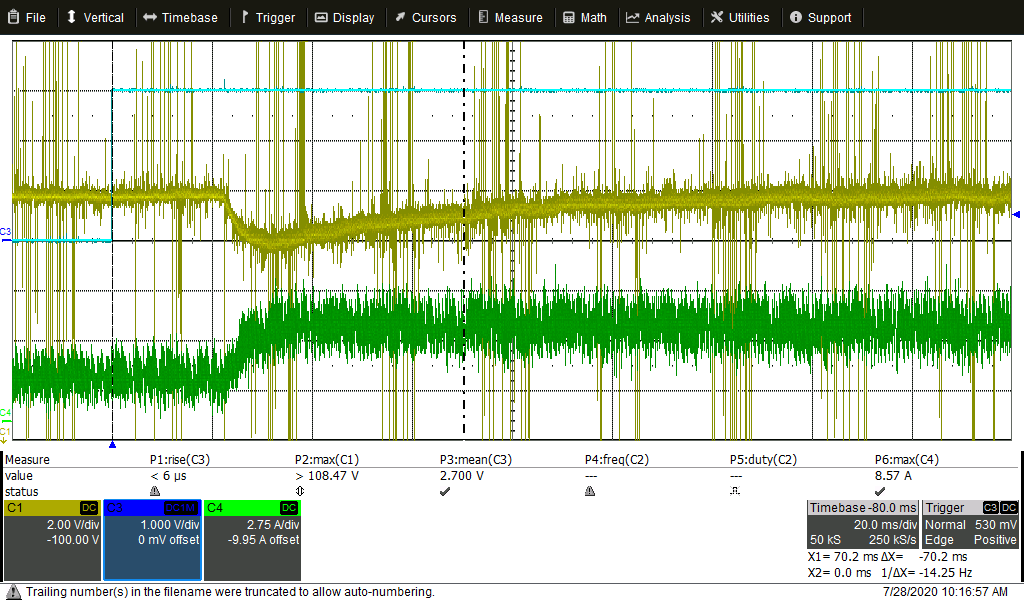 File Vertical Timebase Trigger Display Cursors Measure Math Analysis Utilities Support
C3
C4
C1
Measure P1:rise(C3) P2:max(C1) P3:mean(C3) P4:freq(C2) P5:duty(C2) P6:max(C4)
value < 6 µs > 108.47 V 2.700 V --- --- 8.57 A
status
C1 DC C3 DC1M C4 DC Timebase -80.0 ms Trigger C3 DC
2.00 V/div 1.000 V/div 2.75 A/div 20.0 ms/div Normal 530 mV
-100.00 V 0 mV offset -9.95 A offset 50 kS 250 kS/s Edge Positive
X1= 70.2 ms ΔX= -70.2 ms
X2= 0.0 ms 1/ΔX= -14.25 Hz
Trailing number(s) in the filename were truncated to allow auto-numbering. 7/28/2020 10:16:57 AM